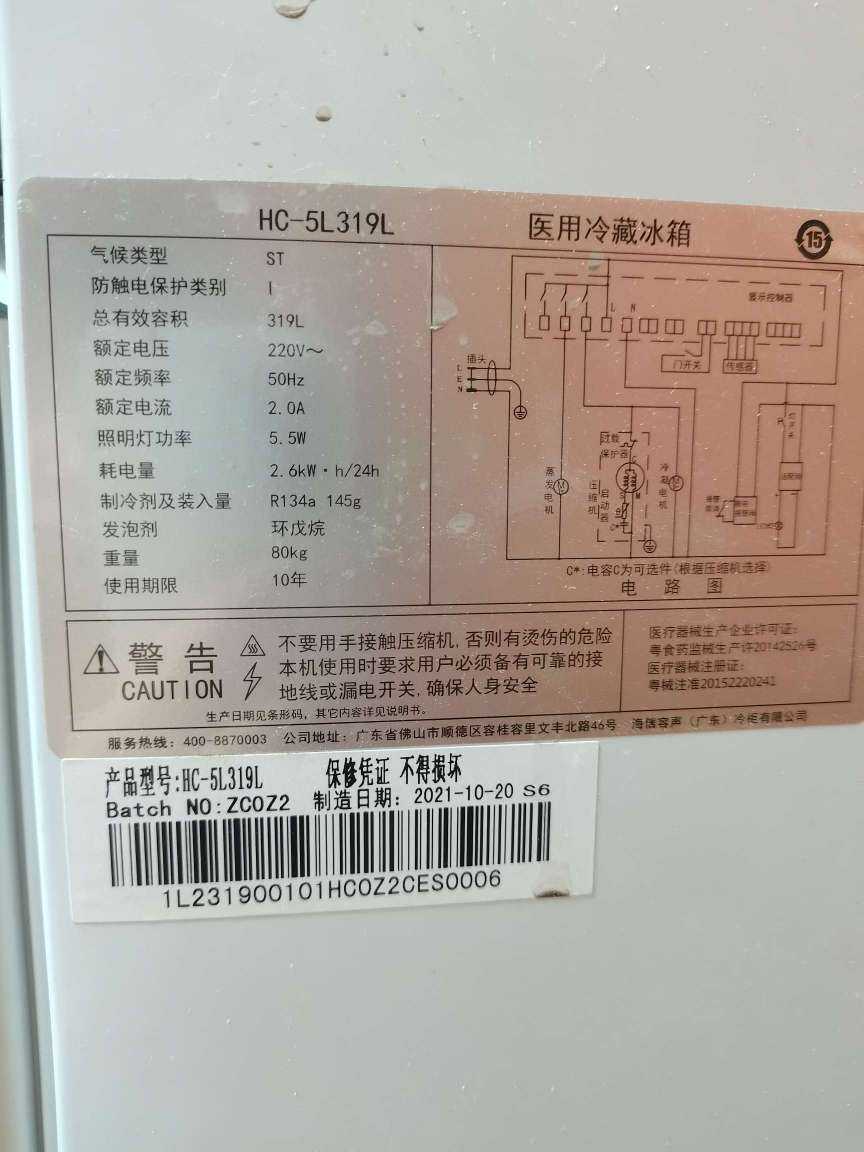 HC-5L319L
医用冷藏冰箱
15
气候类型 ST
防触电保护类别 I
总有效容积 319L
额定电压 220V～
额定频率 50Hz
额定电流 2.0A
照明灯功率 5.5W
耗电量 2.6kW·h/24h
制冷剂及装入量 R134a 145g
发泡剂 环戊烷
重量 80kg
使用期限 10年
显示控制器
L N
插头
L
E
N
门开关
传感器
灯开关
过载
保护器
C
S M
蒸发电机
M
压缩机
启动器
C*
冷凝电机
M
C*:电容C为可选件(根据压缩机选择)
电 路 图
警 告
CAUTION
不要用手接触压缩机,否则有烫伤的危险
本机使用时要求用户必须备有可靠的接
地线或漏电开关,确保人身安全
生产日期见条形码，其它内容详见说明书。
医疗器械生产企业许可证：
粤食药监械生产许20142526号
医疗器械注册证：
粤械注准20152220241
服务热线：400-8870003 公司地址：广东省佛山市顺德区容桂容里文丰北路46号 海信容声（广东）冷柜有限公司
产品型号:HC-5L319L 保修凭证 不得损坏
Batch NO:ZC0Z2 制造日期：2021-10-20 S6
1L231900101HC0Z2CES0006